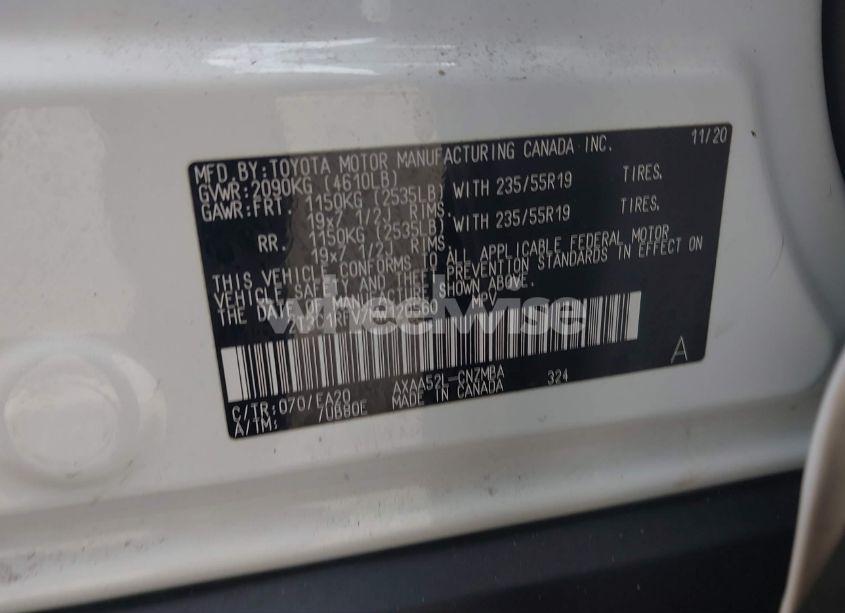 MFD.BY:TOYOTA MOTOR MANUFACTURING CANADA INC. 11/20
GVWR:2090KG (4610LB)
GAWR:FRT. 1150KG (2535LB) WITH 235/55R19 TIRES.
19x7 1/2J RIMS.
RR. 1150KG (2535LB) WITH 235/55R19 TIRES.
19x7 1/2J RIMS.
THIS VEHICLE CONFORMS TO ALL APPLICABLE FEDERAL MOTOR
VEHICLE SAFETY AND THEFT PREVENTION STANDARDS IN EFFECT ON
THE DATE OF MANUFACTURE SHOWN ABOVE.
MPV
wheelwise
A
C/TR:070/EA20 AXAA52L-CNZMBA 324
A/TM: /UB80E MADE IN CANADA